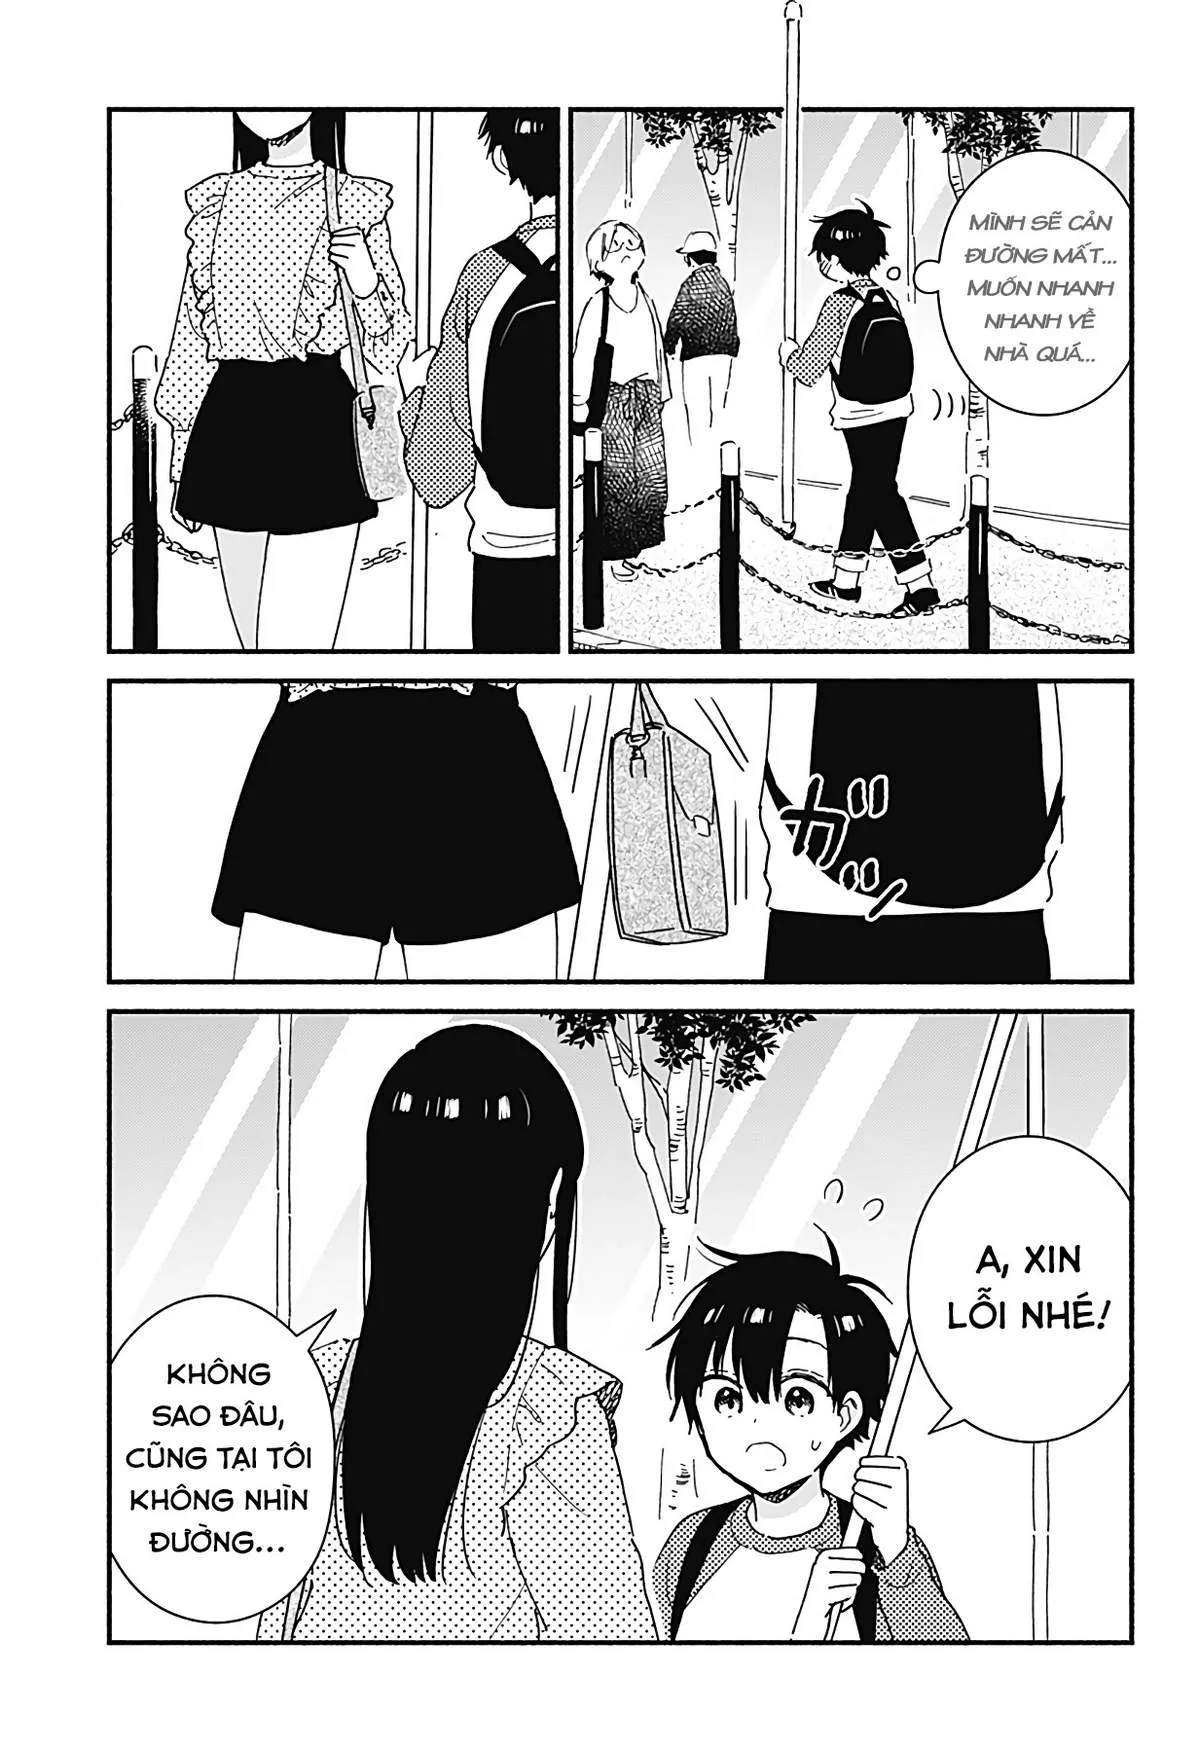 MÌNH SẼ CẢN
ĐƯỜNG MẤT...
MUỐN NHANH
NHANH VỀ
NHÀ QUÁ...
ガガッ
A, XIN
LỖI NHÉ!
KHÔNG
SAO ĐÂU,
CŨNG TẠI TÔI
KHÔNG NHÌN
ĐƯỜNG...